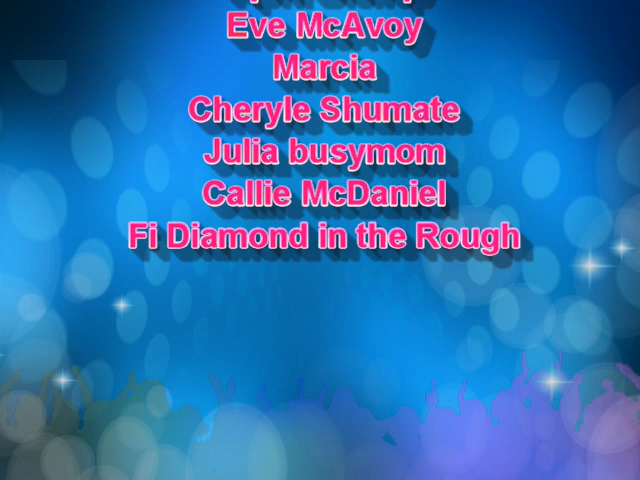 Eve McAvoy
Marcia
Cheryle Shumate
Julia busymom
Callie McDaniel
Fi Diamond in the Rough